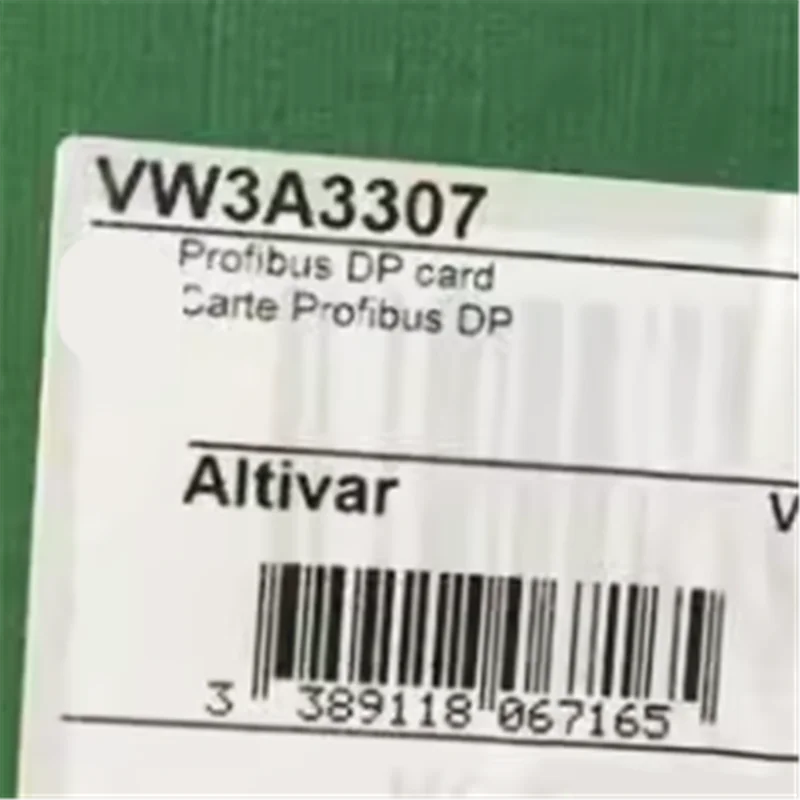 VW3A3307
Profibus DP card
Carte Profibus DP
Altivar
V
3 389118 067165